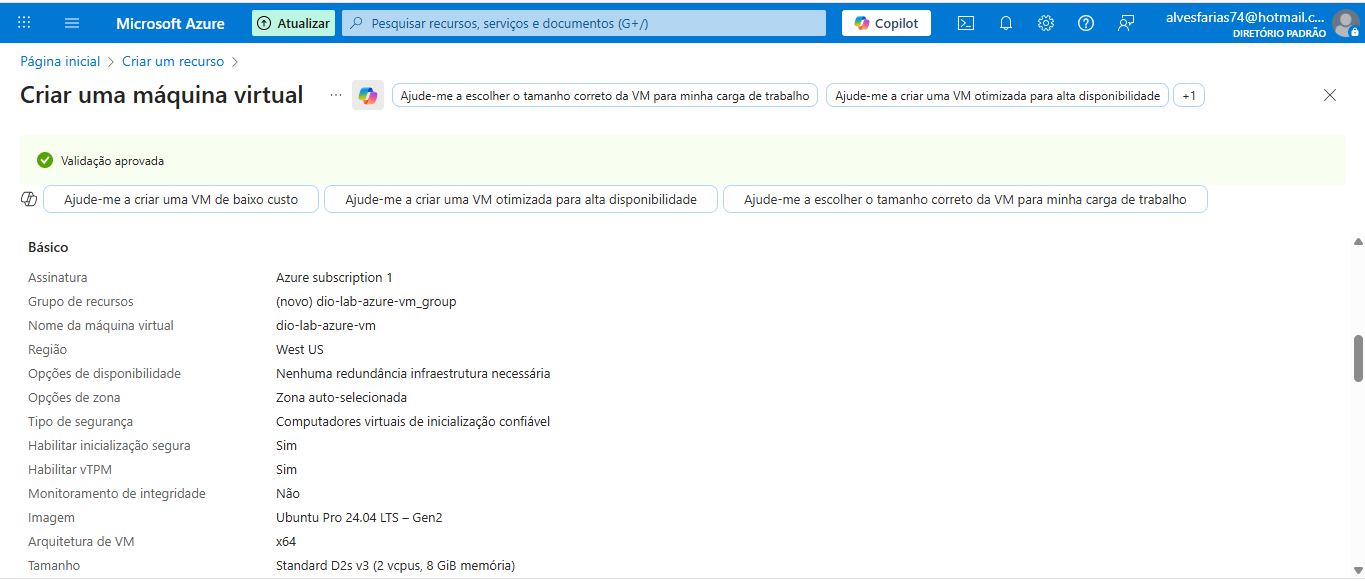 Microsoft Azure Atualizar Pesquisar recursos, serviços e documentos (G+/) Copilot alvesfarias74@hotmail.c...
DIRETÓRIO PADRÃO
Página inicial > Criar um recurso >
Criar uma máquina virtual ... Ajude-me a escolher o tamanho correto da VM para minha carga de trabalho Ajude-me a criar uma VM otimizada para alta disponibilidade +1
Validação aprovada
Ajude-me a criar uma VM de baixo custo Ajude-me a criar uma VM otimizada para alta disponibilidade Ajude-me a escolher o tamanho correto da VM para minha carga de trabalho
Básico
Assinatura Azure subscription 1
Grupo de recursos (novo) dio-lab-azure-vm_group
Nome da máquina virtual dio-lab-azure-vm
Região West US
Opções de disponibilidade Nenhuma redundância infraestrutura necessária
Opções de zona Zona auto-selecionada
Tipo de segurança Computadores virtuais de inicialização confiável
Habilitar inicialização segura Sim
Habilitar vTPM Sim
Monitoramento de integridade Não
Imagem Ubuntu Pro 24.04 LTS – Gen2
Arquitetura de VM x64
Tamanho Standard D2s v3 (2 vcpus, 8 GiB memória)